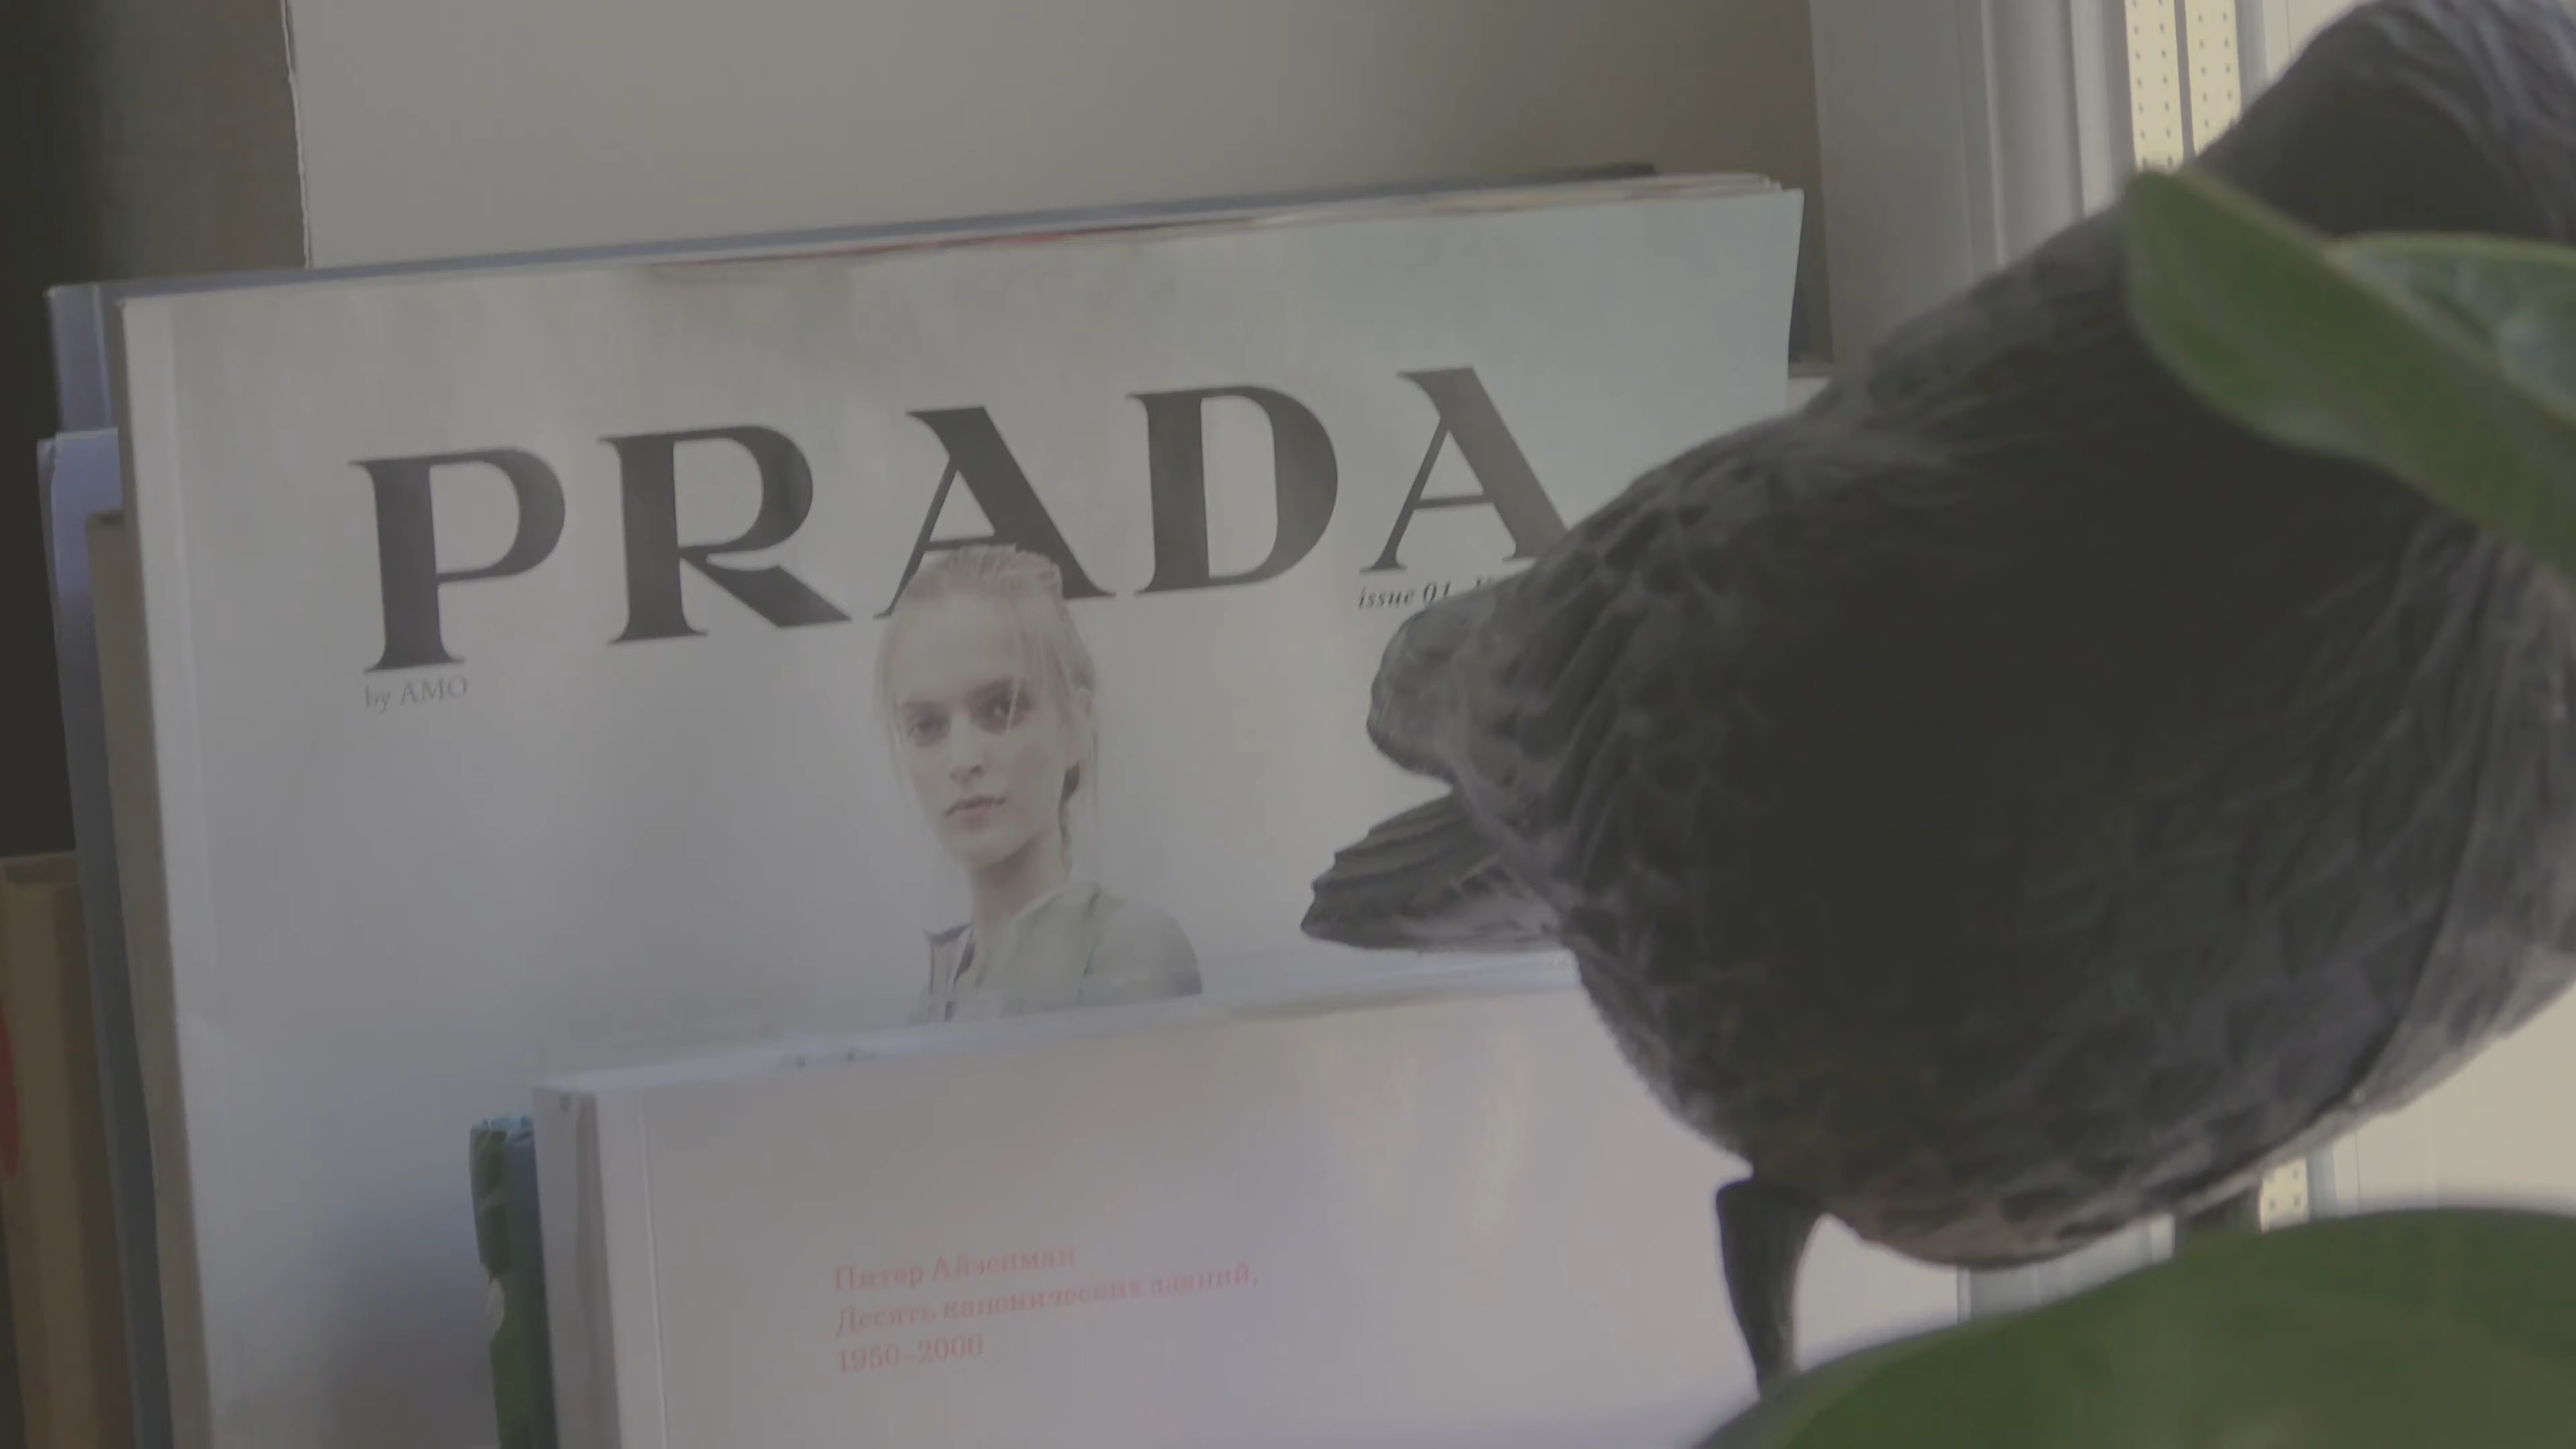 PRADA
issue 01
by AMO
Питер Айзенман
Десять канонических зданий,
1950–2000